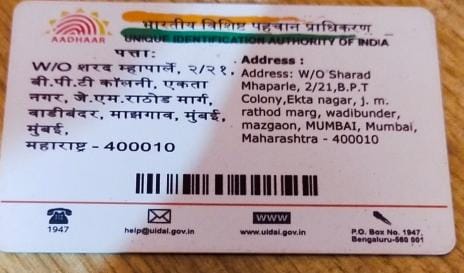 AADHAAR
भारतीय विशिष्ट पहचान प्राधिकरण
UNIQUE IDENTIFICATION AUTHORITY OF INDIA
पत्ता:
W/O शरद म्हापार्ले, २/२१,
बी.पी.टी कॉलनी, एकता
नगर, जे.एम.राठोड मार्ग,
वाडीबंदर, माझगाव, मुंबई,
मुंबई,
महाराष्ट्र - 400010
Address :
Address: W/O Sharad
Mhaparle, 2/21,B.P.T
Colony,Ekta nagar, j. m.
rathod marg, wadibunder,
mazgaon, MUMBAI, Mumbai,
Maharashtra - 400010
1947
help@uidai.gov.in
www
www.uidai.gov.in
P.O. Box No. 1947,
Bengaluru-560 001